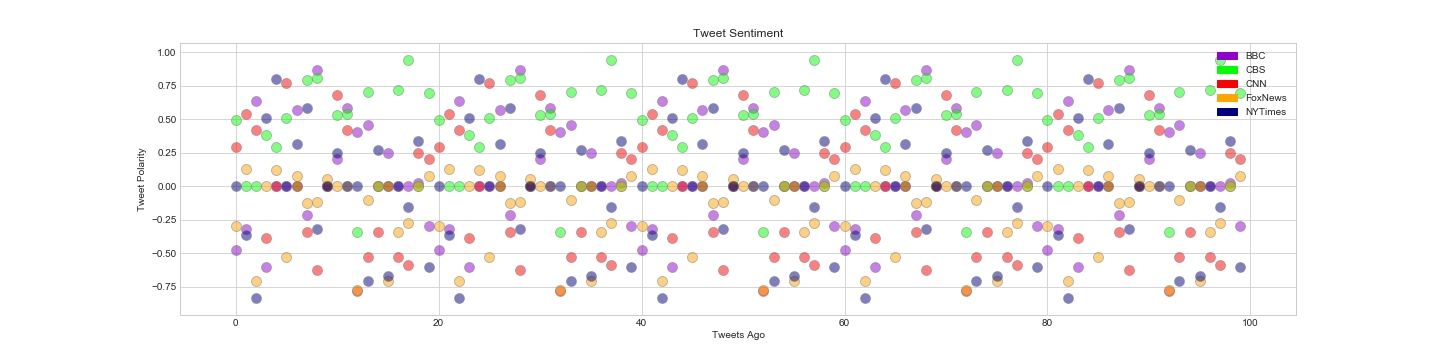 Tweet Sentiment
1.00
0.75
0.50
0.25
0.00
−0.25
−0.50
−0.75
Tweet Polarity
0
20
40
60
80
100
Tweets Ago
BBC
CBS
CNN
FoxNews
NYTimes